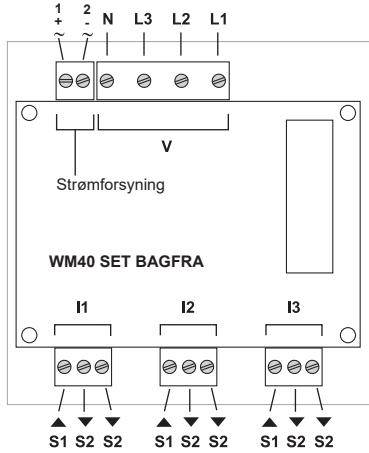 1 2
+ -
~ ~
N L3 L2 L1
V
Strømforsyning
WM40 SET BAGFRA
I1 I2 I3
S1 S2 S2 S1 S2 S2 S1 S2 S2